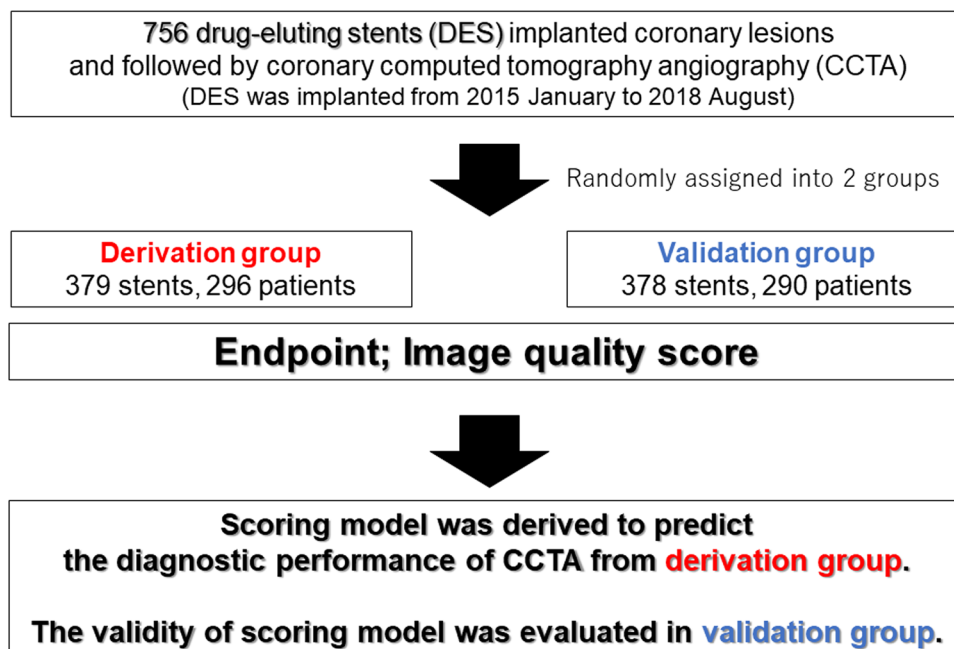 756 drug-eluting stents (DES) implanted coronary lesions
and followed by coronary computed tomography angiography (CCTA)
(DES was implanted from 2015 January to 2018 August)
Randomly assigned into 2 groups
Derivation group
379 stents, 296 patients
Validation group
378 stents, 290 patients
Endpoint; Image quality score
Scoring model was derived to predict
the diagnostic performance of CCTA from derivation group.
The validity of scoring model was evaluated in validation group.